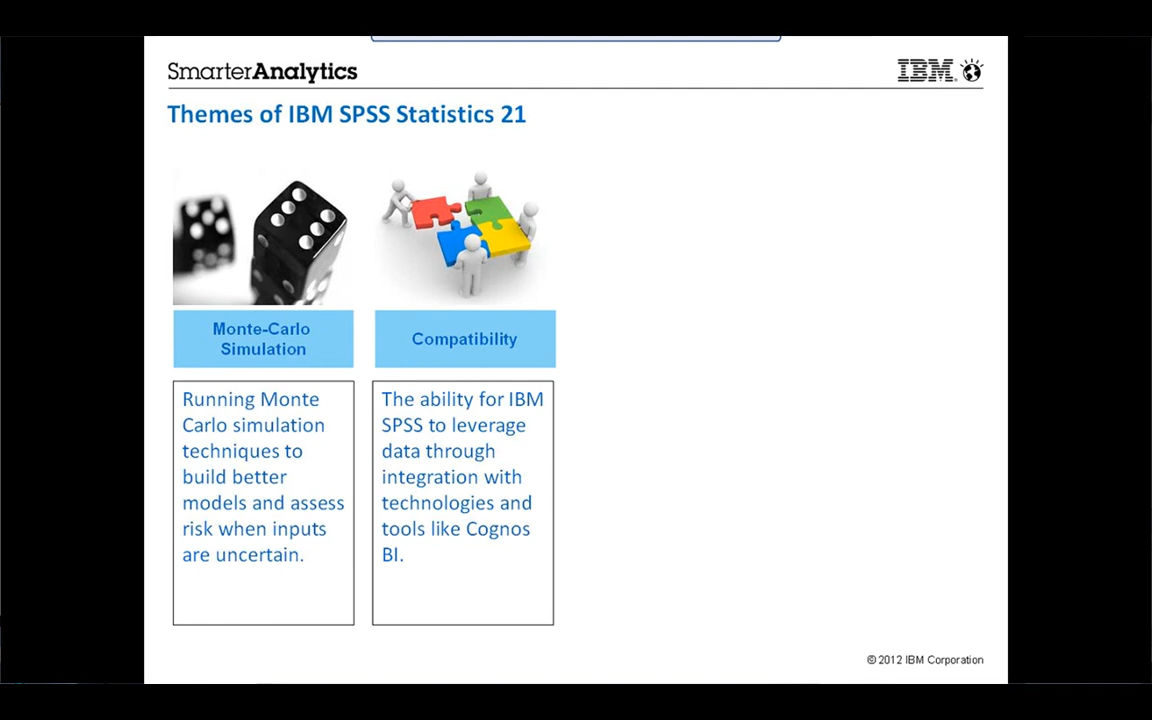 SmarterAnalytics
IBM
Themes of IBM SPSS Statistics 21
Monte-Carlo
Simulation
Compatibility
Running Monte
Carlo simulation
techniques to
build better
models and assess
risk when inputs
are uncertain.
The ability for IBM
SPSS to leverage
data through
integration with
technologies and
tools like Cognos
BI.
© 2012 IBM Corporation